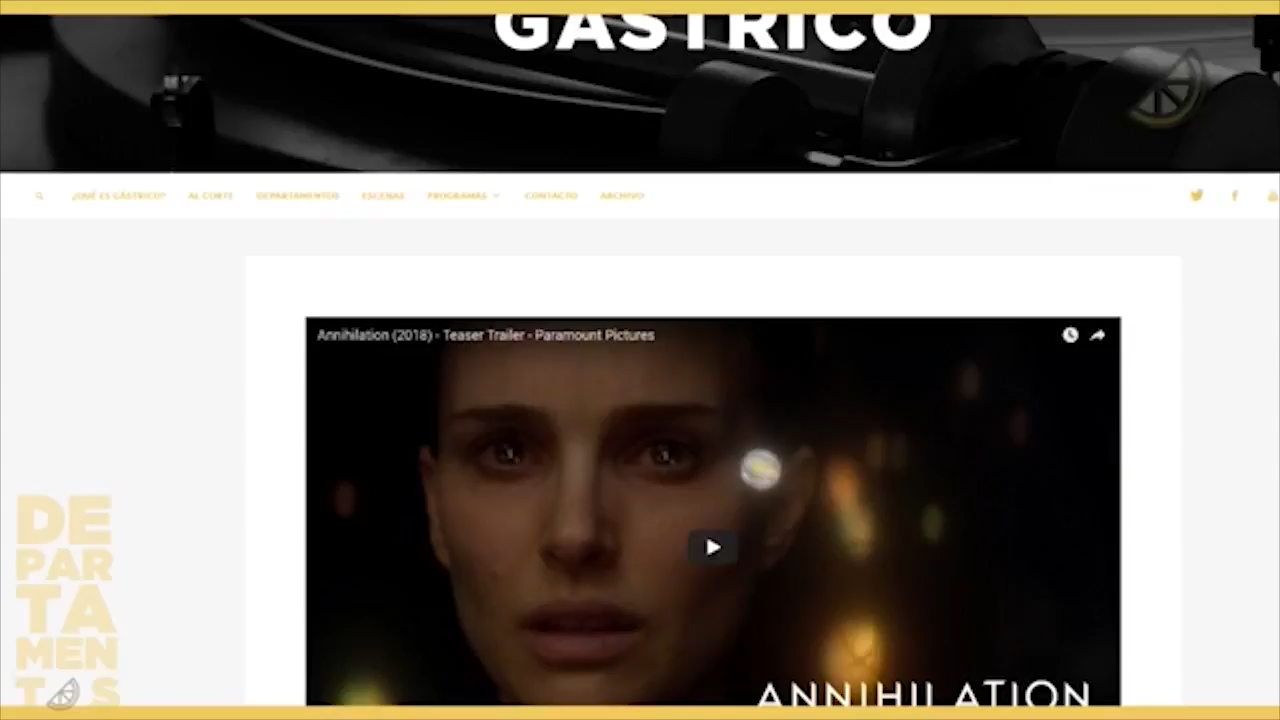 GÁSTRICO
¿QUÉ ES GÁSTRICO? AL CORTE DEPARTAMENTOS ESCENAS PROGRAMAS CONTACTO ARCHIVO
Annihilation (2018) - Teaser Trailer - Paramount Pictures
ANNIHILATION
DE
PAR
TA
MEN
T S